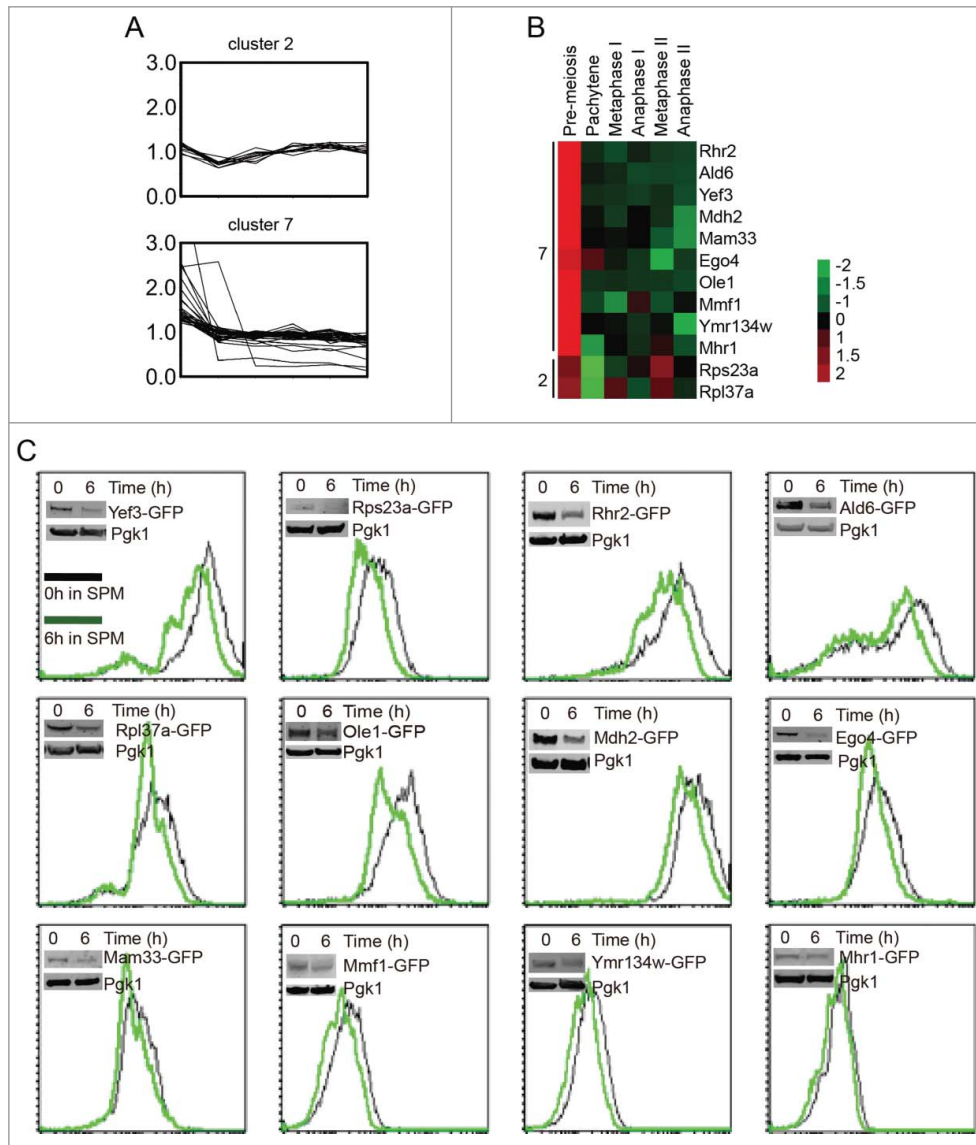 A
cluster 2
3.0
2.0
1.0
0.0
cluster 7
3.0
2.0
1.0
0.0
B
Pre-meiosis
Pachytene
Metaphase I
Anaphase I
Metaphase II
Anaphase II
Rhr2
Ald6
Yef3
Mdh2
Mam33
7
Ego4
Ole1
Mmf1
Ymr134w
Mhr1
2
Rps23a
Rpl37a
-2
-1.5
-1
0
1
1.5
2
C
0 6 Time (h)
Yef3-GFP
Pgk1
0h in SPM
6h in SPM
0 6 Time (h)
Rps23a-GFP
Pgk1
0 6 Time (h)
Rhr2-GFP
Pgk1
0 6 Time (h)
Ald6-GFP
Pgk1
0 6 Time (h)
Rpl37a-GFP
Pgk1
0 6 Time (h)
Ole1-GFP
Pgk1
0 6 Time (h)
Mdh2-GFP
Pgk1
0 6 Time (h)
Ego4-GFP
Pgk1
0 6 Time (h)
Mam33-GFP
Pgk1
0 6 Time (h)
Mmf1-GFP
Pgk1
0 6 Time (h)
Ymr134w-GFP
Pgk1
0 6 Time (h)
Mhr1-GFP
Pgk1